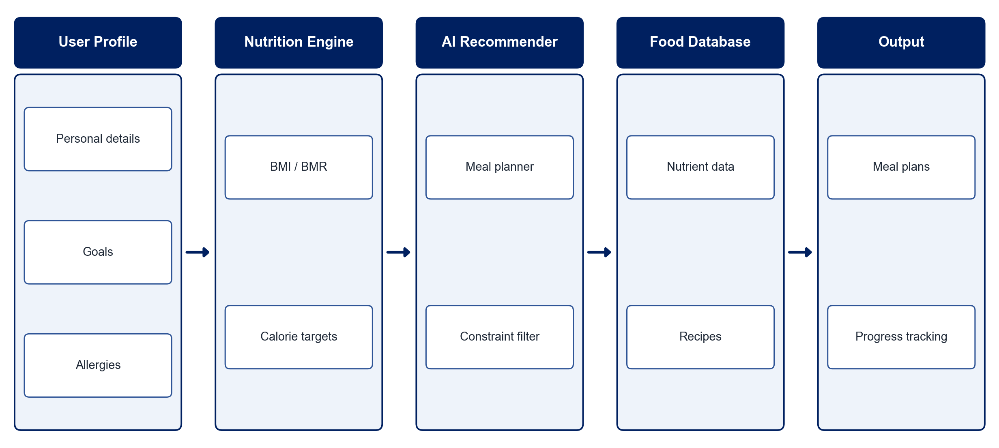 User Profile
Personal details
Goals
Allergies
Nutrition Engine
BMI / BMR
Calorie targets
AI Recommender
Meal planner
Constraint filter
Food Database
Nutrient data
Recipes
Output
Meal plans
Progress tracking